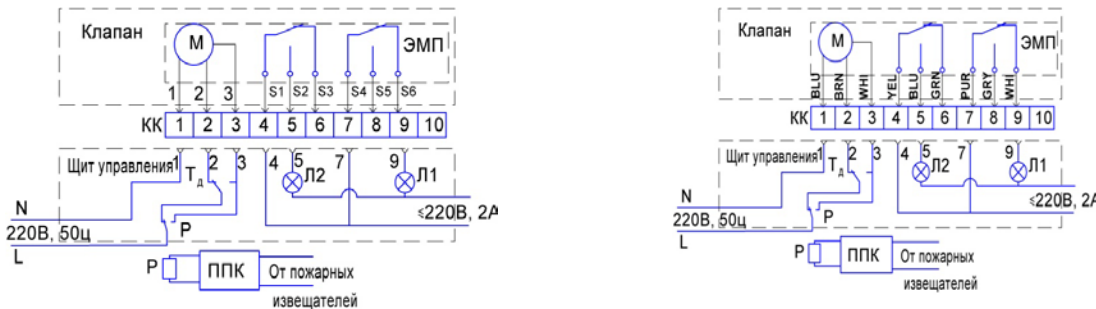 Клапан
М
ЭМП
1 2 3 S1 S2 S3 S4 S5 S6
КК 1 2 3 4 5 6 7 8 9 10
Щит управления 1 2 3 4 5 7 9
Тд Л2 Л1
N
Р
≤220В, 2А
220В, 50ц
L
Р ППК От пожарных
извещателей
Клапан
М
ЭМП
BLU BRN WHI YEL BLU GRN PUR GRY WHI
КК 1 2 3 4 5 6 7 8 9 10
Щит управления 1 2 3 4 5 7 9
Тд Л2 Л1
N
Р
≤220В, 2А
220В, 50ц
L
Р ППК От пожарных
извещателей